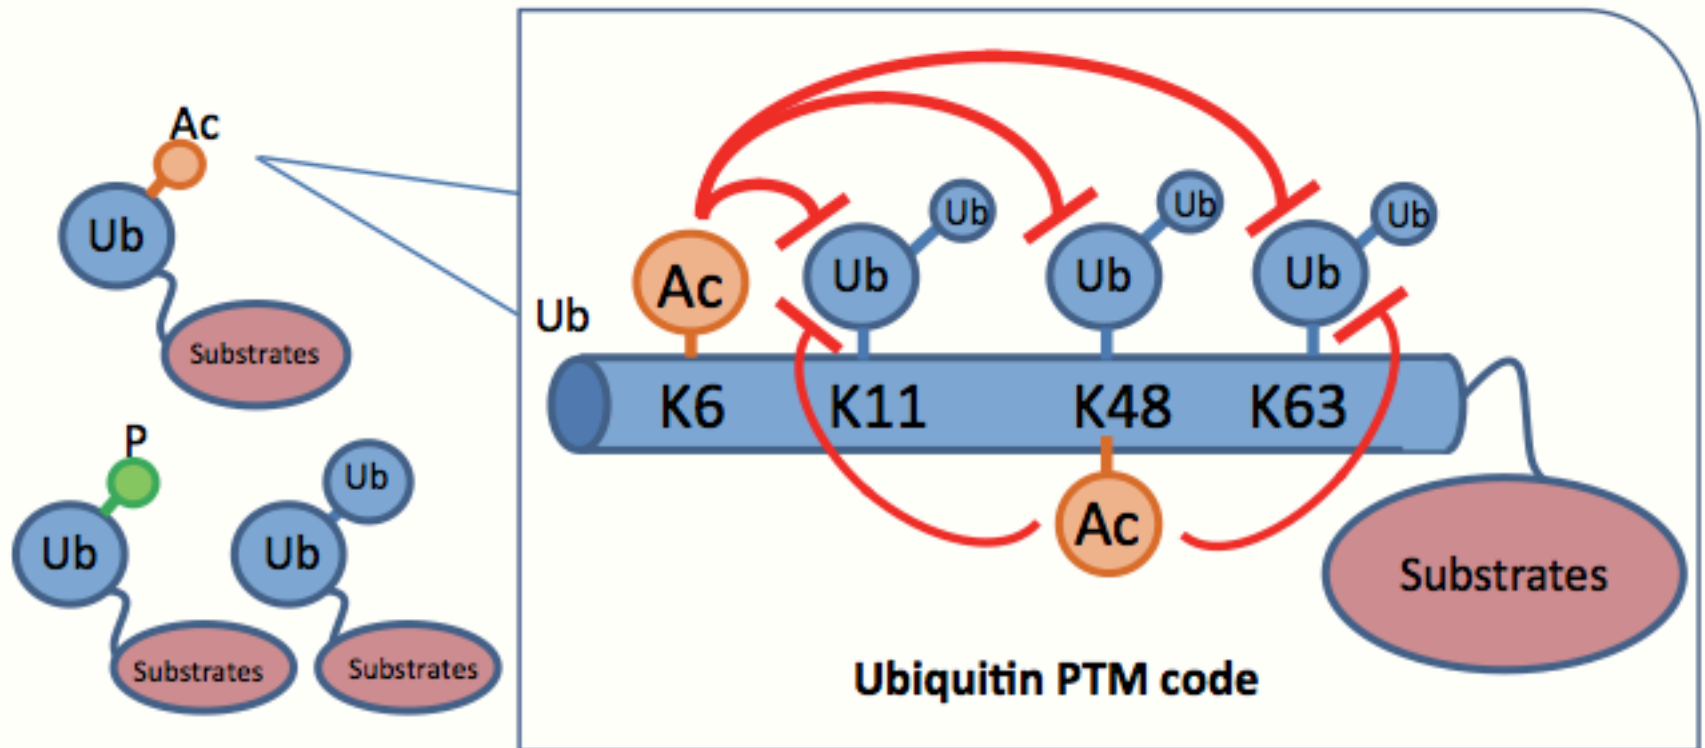 Ac
Ub
Substrates
P
Ub
Substrates
Ub
Ub
Substrates
Ub
Ac
Ub
Ub
Ub
Ub
Ub
Ub
K6
K11
K48
K63
Ac
Substrates
Ubiquitin PTM code